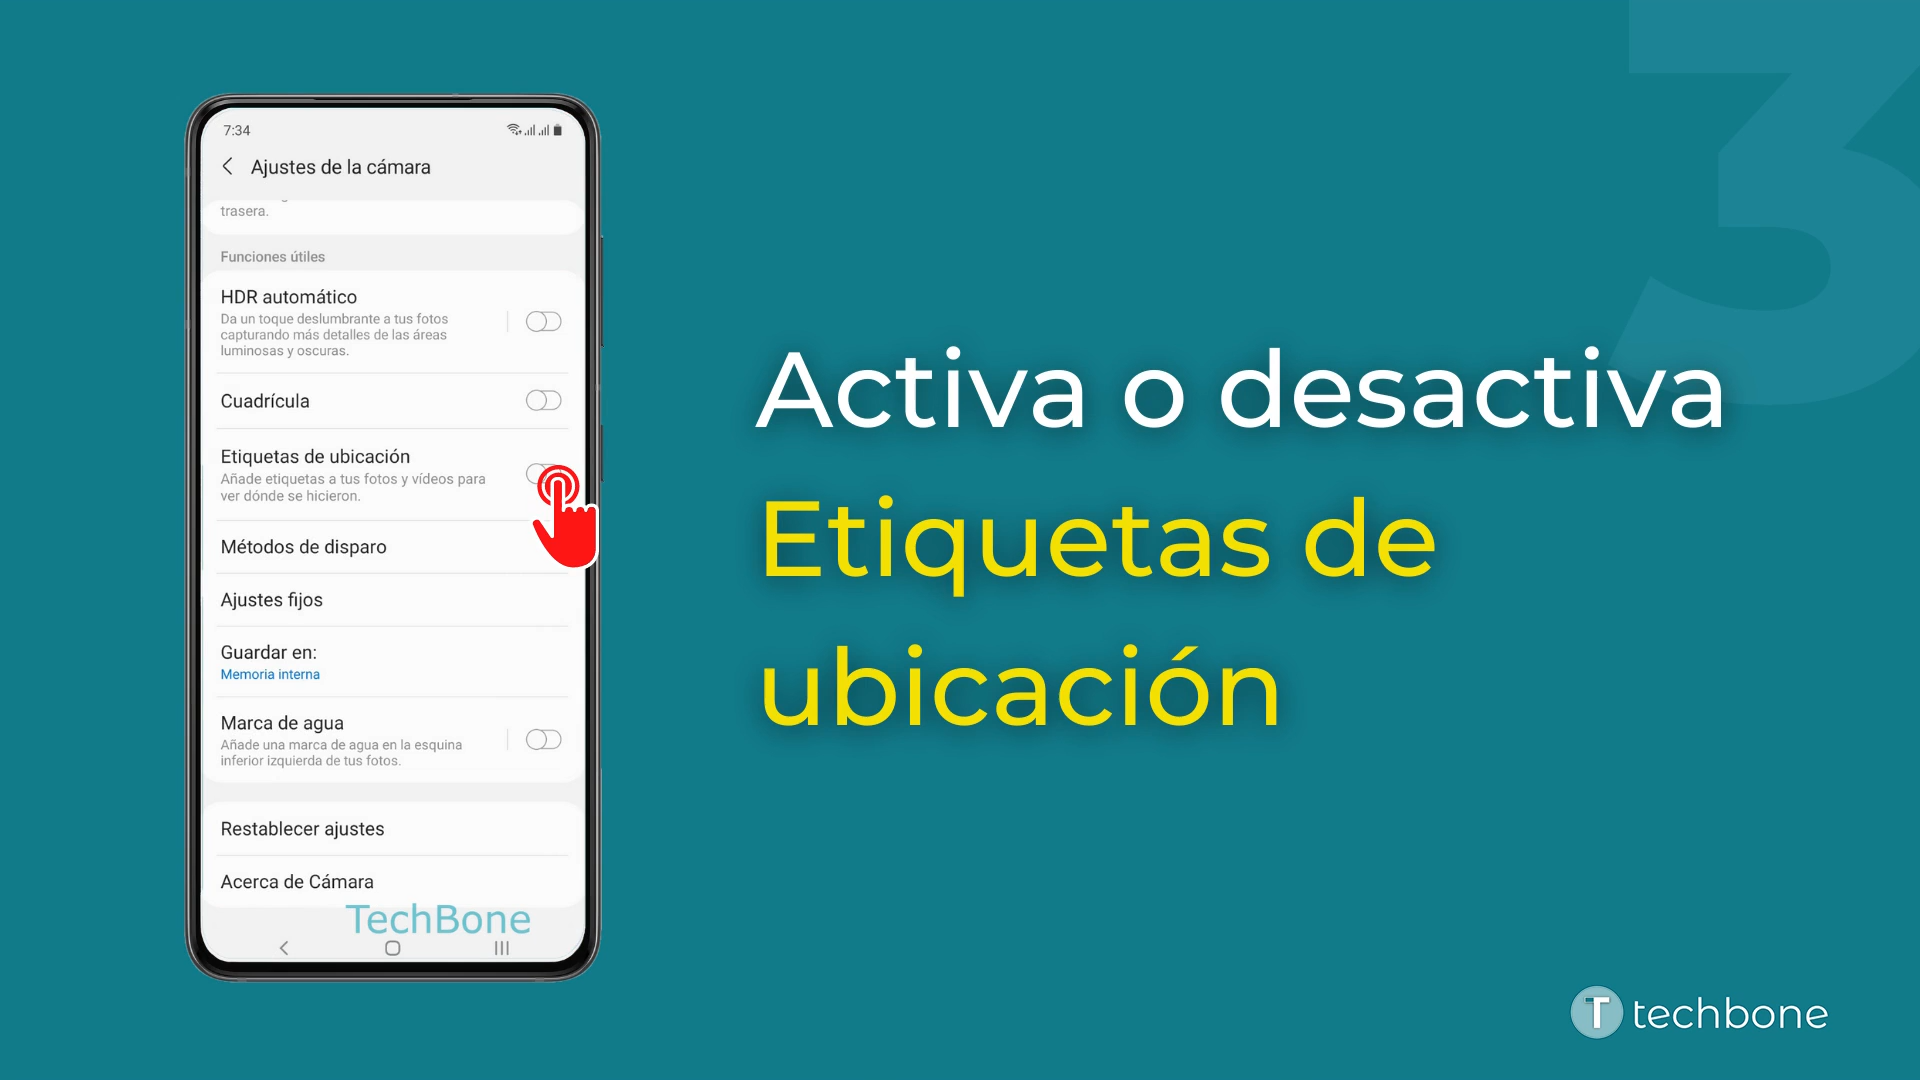 3
7:34
Ajustes de la cámara
trasera.
Funciones útiles
HDR automático
Da un toque deslumbrante a tus fotos
capturando más detalles de las áreas
luminosas y oscuras.
Cuadrícula
Etiquetas de ubicación
Añade etiquetas a tus fotos y vídeos para
ver dónde se hicieron.
Métodos de disparo
Ajustes fijos
Guardar en:
Memoria interna
Marca de agua
Añade una marca de agua en la esquina
inferior izquierda de tus fotos.
Restablecer ajustes
Acerca de Cámara
TechBone
Activa o desactiva
Etiquetas de
ubicación
T techbone